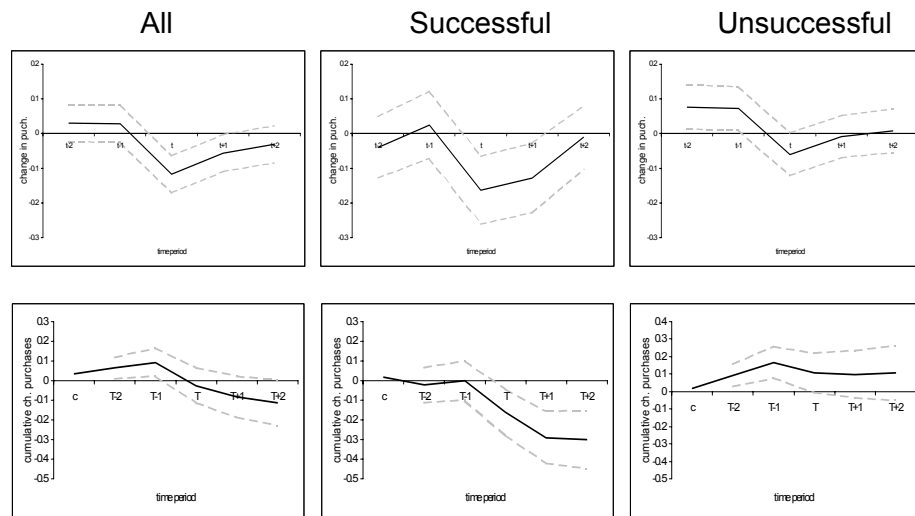 All
Successful
Unsuccessful
change in puch.
0.2
0.1
0
-0.1
-0.2
-0.3
t-2
t-1
t
t+1
t+2
time period
change in puch.
0.2
0.1
0
-0.1
-0.2
-0.3
t-2
t-1
t
t+1
t+2
time period
change in puch.
0.2
0.1
0
-0.1
-0.2
-0.3
t-2
t-1
t
t+1
t+2
time period
cumulative ch. purchases
0.3
0.2
0.1
0
-0.1
-0.2
-0.3
-0.4
-0.5
c
T-2
T-1
T
T+1
T+2
time period
cumulative ch. purchases
0.3
0.2
0.1
0
-0.1
-0.2
-0.3
-0.4
-0.5
c
T-2
T-1
T
T+1
T+2
time period
cumulative ch. purchases
0.4
0.3
0.2
0.1
0
-0.1
-0.2
-0.3
-0.4
-0.5
c
T-2
T-1
T
T+1
T+2
time period